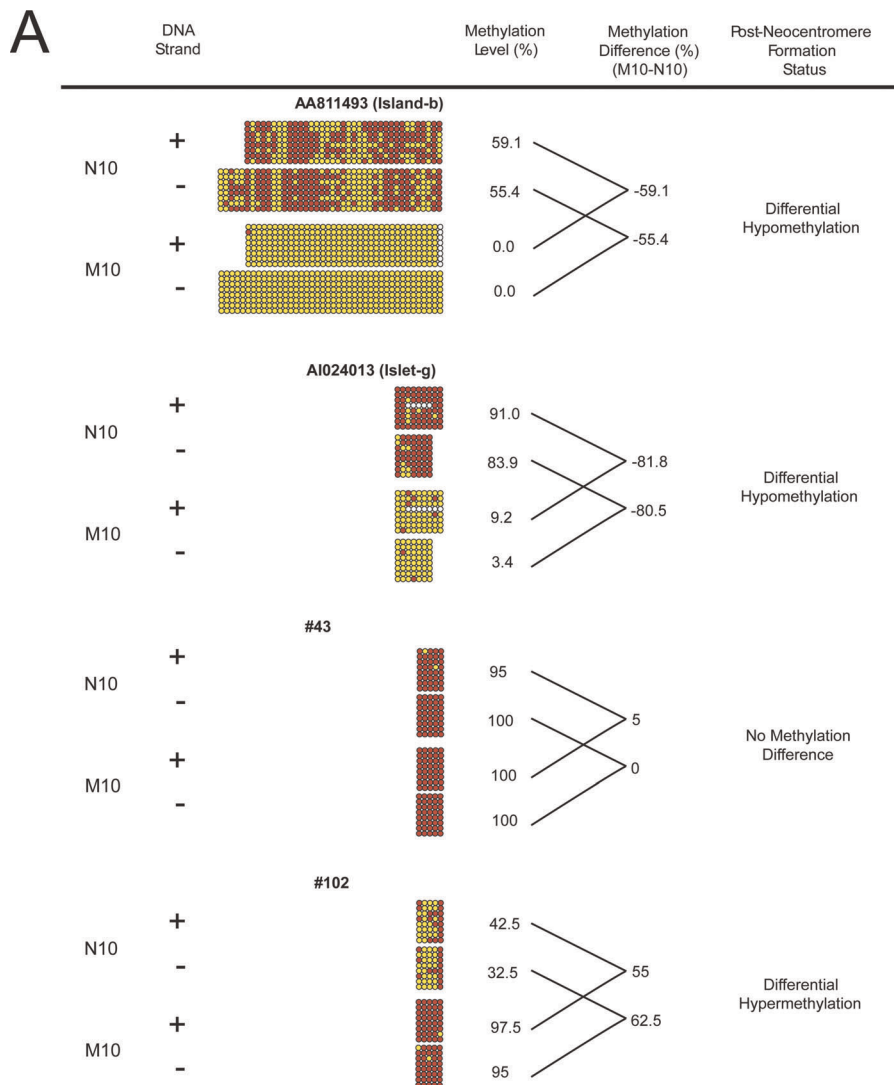 A
DNA
Strand
Methylation
Level (%)
Methylation
Difference (%)
(M10-N10)
Post-Neocentromere
Formation
Status
AA811493 (Island-b)
N10
+
59.1
-
55.4
M10
+
0.0
-
0.0
-59.1
-55.4
Differential
Hypomethylation
AI024013 (Islet-g)
N10
+
91.0
-
83.9
M10
+
9.2
-
3.4
-81.8
-80.5
Differential
Hypomethylation
#43
N10
+
95
-
100
M10
+
100
-
100
5
0
No Methylation
Difference
#102
N10
+
42.5
-
32.5
M10
+
97.5
-
95
55
62.5
Differential
Hypermethylation